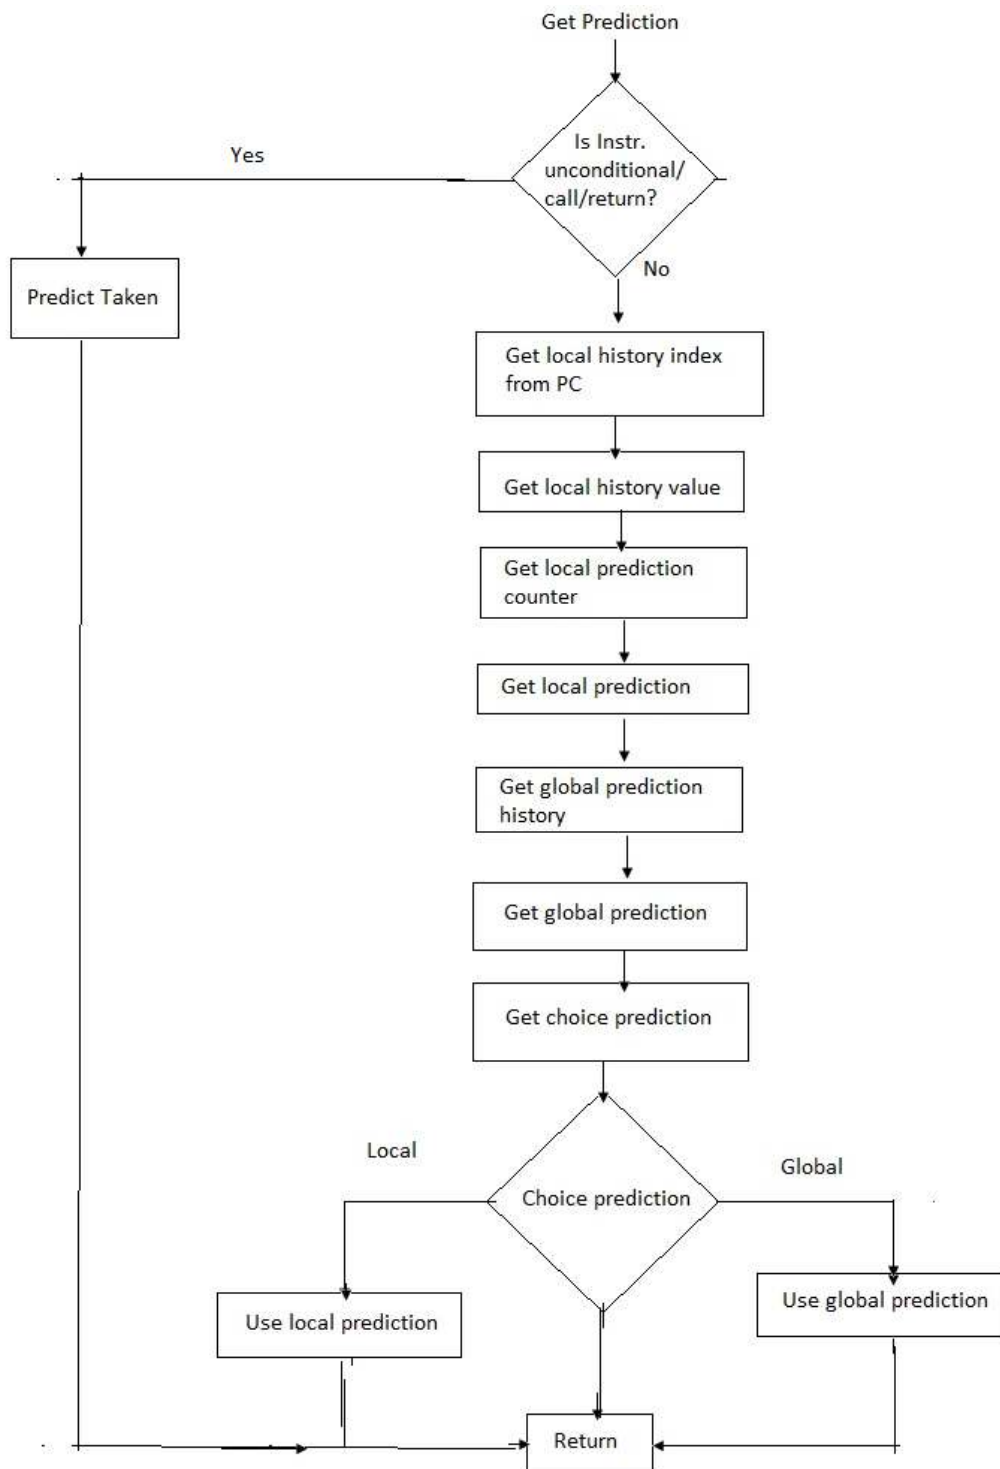 Get Prediction
Is Instr.
unconditional/
call/return?
Yes
No
Predict Taken
Get local history index
from PC
Get local history value
Get local prediction
counter
Get local prediction
Get global prediction
history
Get global prediction
Get choice prediction
Local
Global
Choice prediction
Use local prediction
Use global prediction
Return